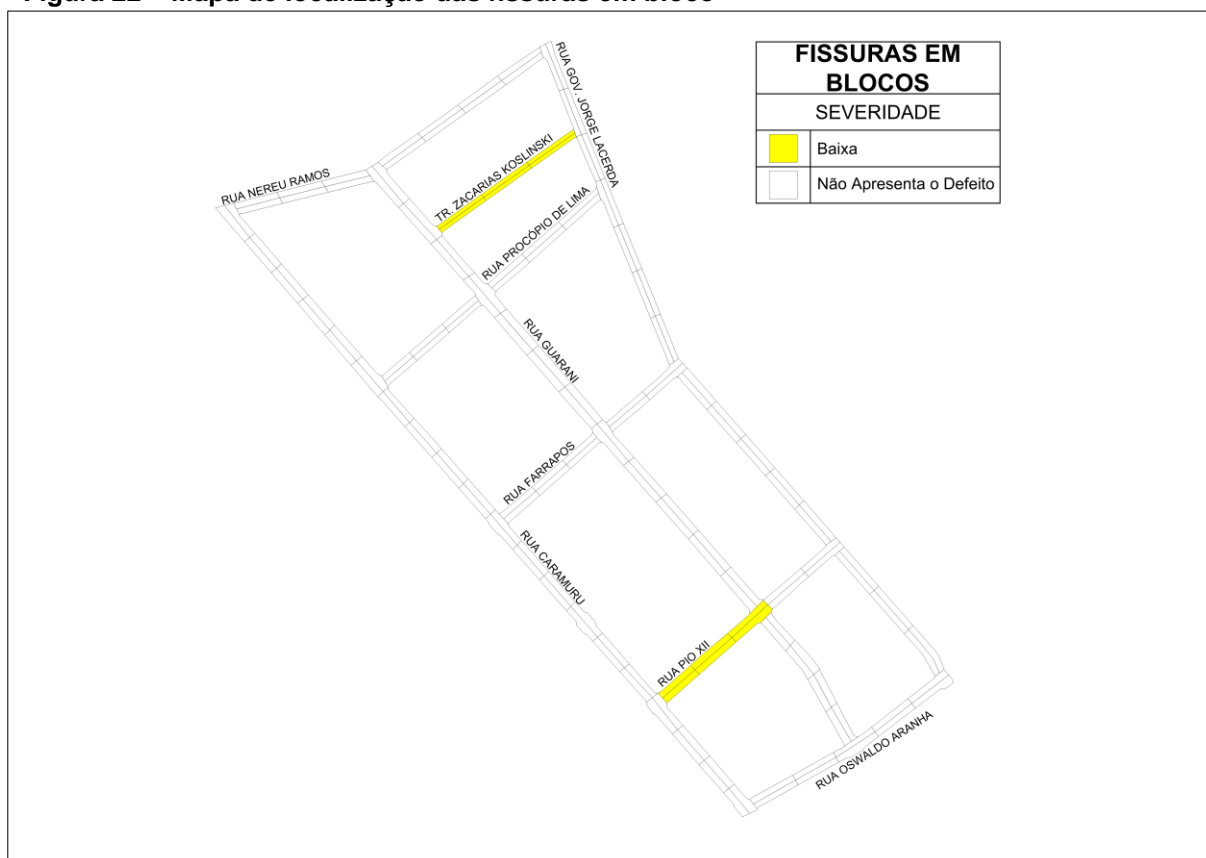 Figura 22 – Mapa de localização das fissuras em bloco
FISSURAS EM
BLOCOS
SEVERIDADE
Baixa
Não Apresenta o Defeito
RUA GOV. JORGE LACERDA
TR. ZACARIAS KOSLINSKI
RUA NEREU RAMOS
RUA PROCÓPIO DE LIMA
RUA GUARANI
RUA FARRAPOS
RUA CARAMURU
RUA PIO XII
RUA OSWALDO ARANHA